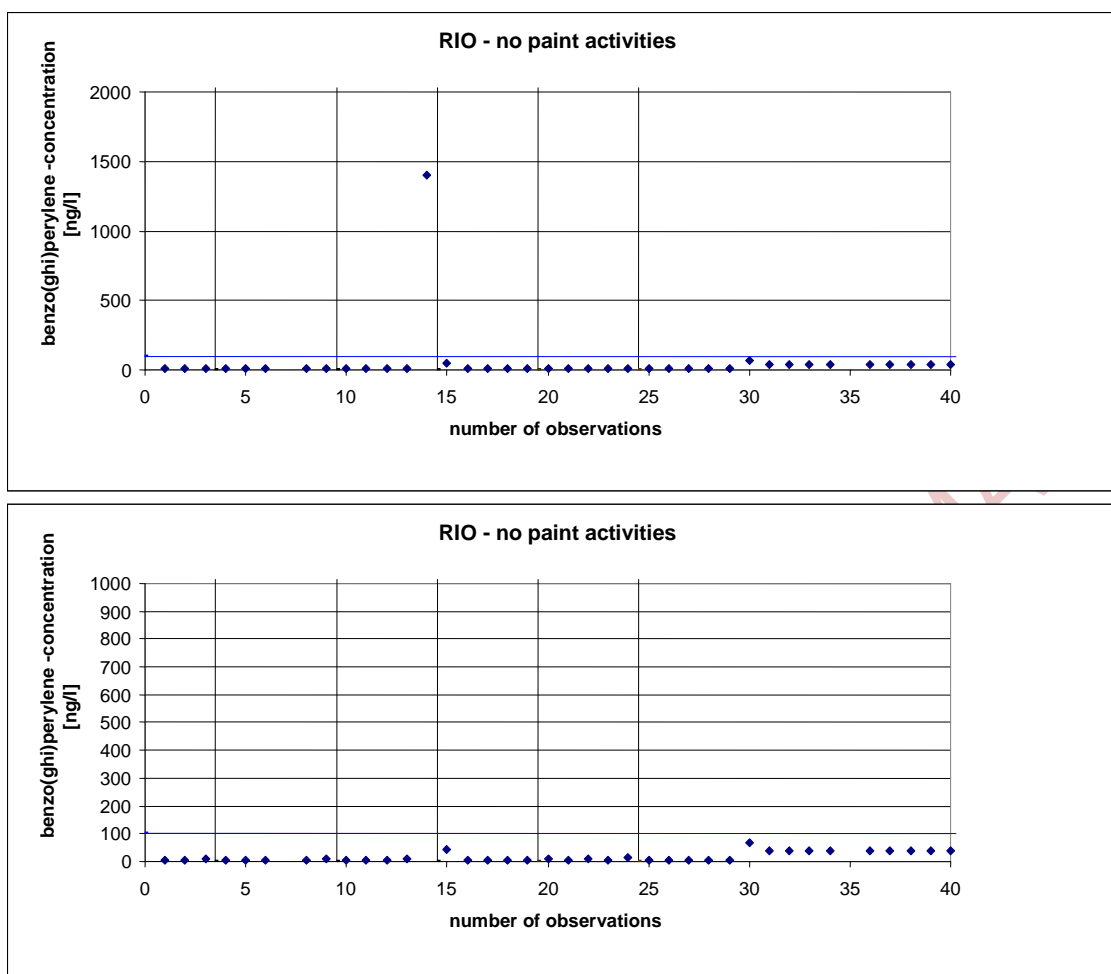 RIO - no paint activities
benzo(ghi)perylene -concentration
[ng/l]
2000
1500
1000
500
0
0 5 10 15 20 25 30 35 40
number of observations
RIO - no paint activities
benzo(ghi)perylene -concentration
[ng/l]
1000
900
800
700
600
500
400
300
200
100
0
0 5 10 15 20 25 30 35 40
number of observations